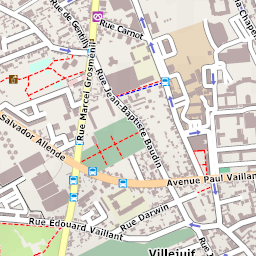 Rue de Gentilly
Rue Carnot
Rue Marcel Grosménil
Rue Jean-Baptiste Baudin
Salvador Allende
Avenue Paul Vaillant
Rue Darwin
Rue Édouard Vaillant
Villejuif